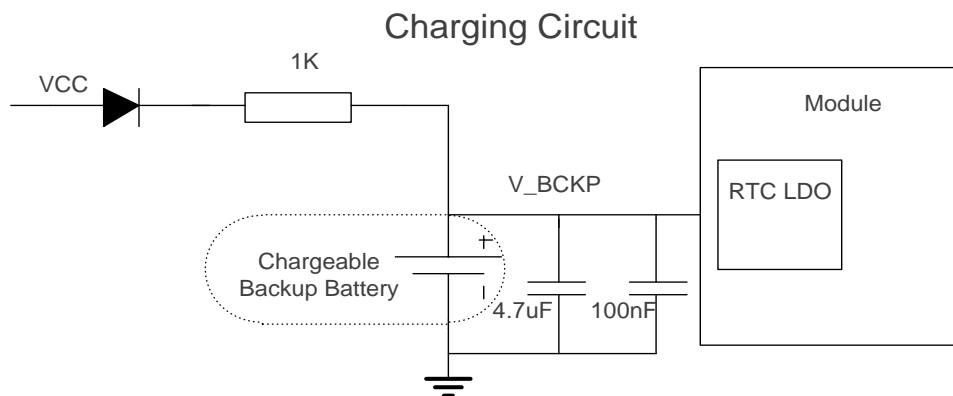 Charging Circuit
1K
VCC
Module
V_BCKP
RTC LDO
Chargeable
Backup Battery
+
4.7uF
100nF